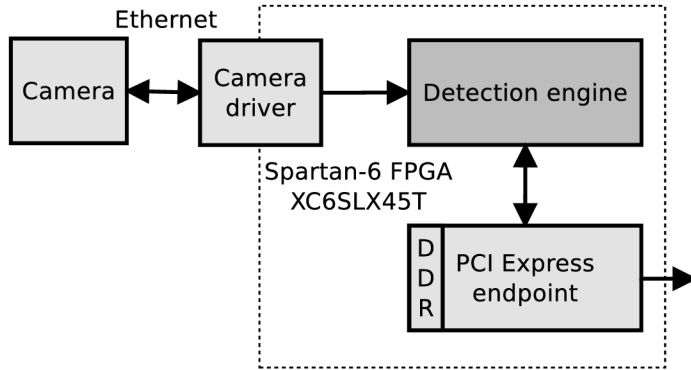 Ethernet
Camera
Camera
driver
Detection engine
Spartan-6 FPGA
XC6SLX45T
D
D
R
PCI Express
endpoint